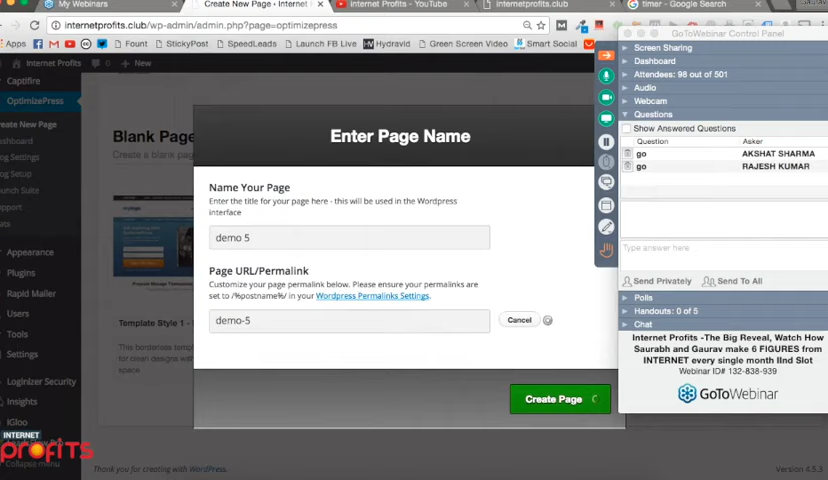 My Webinars
Create New Page ‹ Internet
Internet Profits - YouTube
internetprofits.club
timer - Google Search
internetprofits.club/wp-admin/admin.php?page=optimizepress
Apps
Fount
StickyPost
SpeedLeads
Launch FB Live
Hydravid
Green Screen Video
Smart Social
Internet Profits
0
New
GoToWebinar Control Panel
Screen Sharing
Dashboard
Attendees: 98 out of 501
Audio
Webcam
Questions
Show Answered Questions
Question Asker
go AKSHAT SHARMA
go RAJESH KUMAR
Type answer here
Send Privately Send To All
Polls
Handouts: 0 of 5
Chat
Internet Profits -The Big Reveal, Watch How
Saurabh and Gaurav make 6 FIGURES from
INTERNET every single month IInd Slot
Webinar ID# 132-838-939
GoToWebinar
Captifire
OptimizePress
Create New Page
Appearance
Plugins
Rapid Mailer
Users
Tools
Settings
Loginizer Security
Insights
IGloo
Collapse menu
INTERNET
profits
Blank Page
Create a blank page
Enter Page Name
Name Your Page
Enter the title for your page here - this will be used in the Wordpress
interface
demo 5
Page URL/Permalink
Customize your page permalink below. Please ensure your permalinks are
set to /%postname%/ in your Wordpress Permalinks Settings.
demo-5
Cancel
Create Page
Template Style 1 -
This borderless temp
for clean designs with
space
Thank you for creating with WordPress.
Version 4.5.3